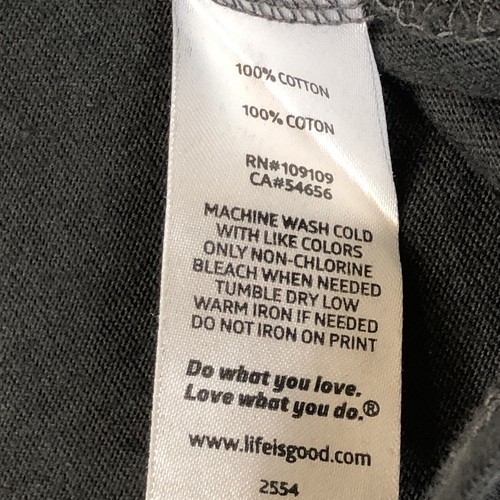 100% COTTON
100% COTON
RN#109109
CA#54656
MACHINE WASH COLD
WITH LIKE COLORS
ONLY NON-CHLORINE
BLEACH WHEN NEEDED
TUMBLE DRY LOW
WARM IRON IF NEEDED
DO NOT IRON ON PRINT
Do what you love.
Love what you do.®
www.lifeisgood.com
2554